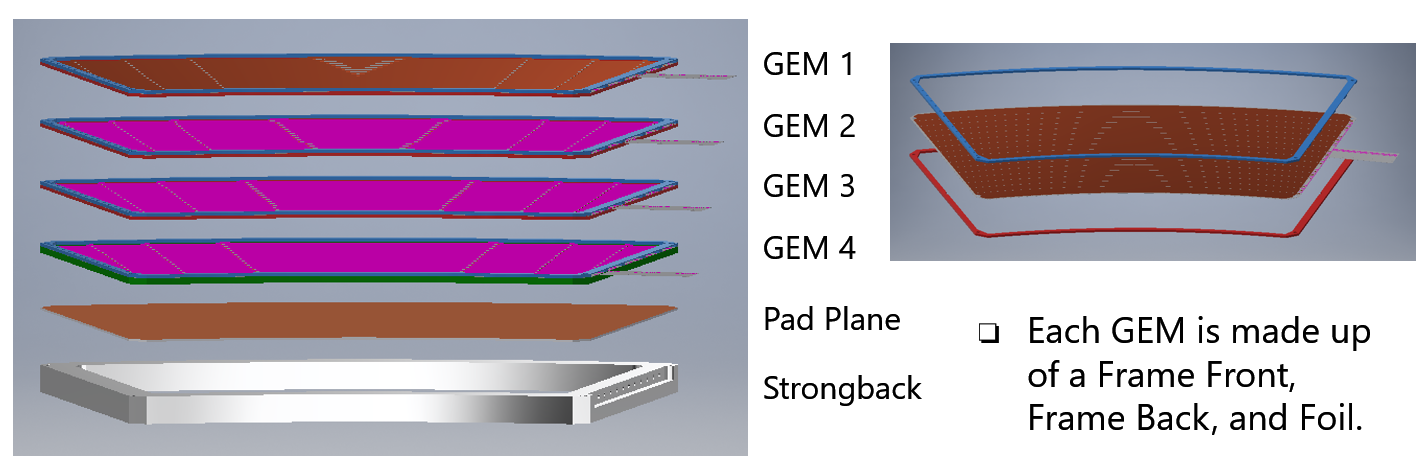 GEM 1
GEM 2
GEM 3
GEM 4
Pad Plane
Strongback
❑ Each GEM is made up
of a Frame Front,
Frame Back, and Foil.